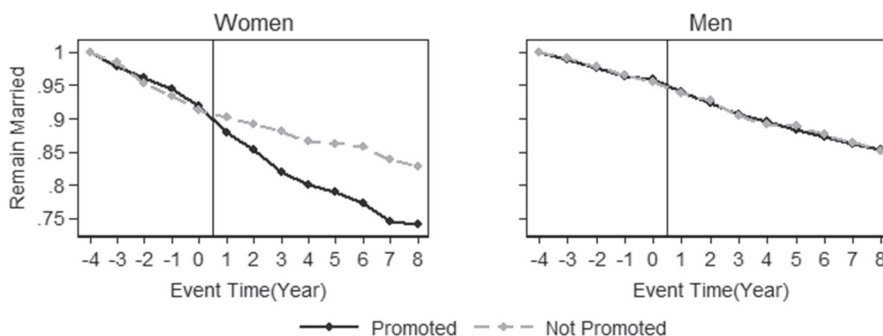 Women Men
Remain Married
1
.95
.9
.85
.8
.75
-4 -3 -2 -1 0 1 2 3 4 5 6 7 8 -4 -3 -2 -1 0 1 2 3 4 5 6 7 8
Event Time(Year) Event Time(Year)
Promoted Not Promoted